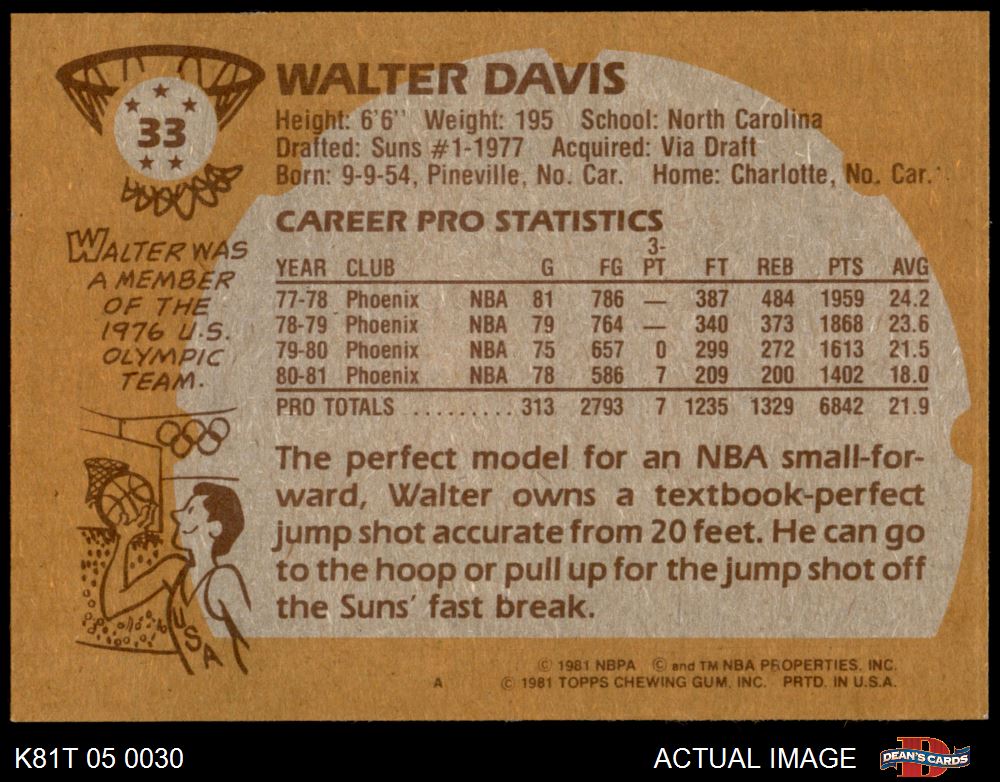 33
WALTER DAVIS
Height: 6'6" Weight: 195 School: North Carolina
Drafted: Suns #1-1977 Acquired: Via Draft
Born: 9-9-54, Pineville, No. Car. Home: Charlotte, No. Car.
WALTER WAS
A MEMBER
OF THE
1976 U.S.
OLYMPIC
TEAM.
USA
CAREER PRO STATISTICS
3-
YEAR CLUB G FG PT FT REB PTS AVG
77-78 Phoenix NBA 81 786 — 387 484 1959 24.2
78-79 Phoenix NBA 79 764 — 340 373 1868 23.6
79-80 Phoenix NBA 75 657 0 299 272 1613 21.5
80-81 Phoenix NBA 78 586 7 209 200 1402 18.0
PRO TOTALS .......... 313 2793 7 1235 1329 6842 21.9
The perfect model for an NBA small-for-
ward, Walter owns a textbook-perfect
jump shot accurate from 20 feet. He can go
to the hoop or pull up for the jump shot off
the Suns' fast break.
© 1981 NBPA © and TM NBA PROPERTIES, INC.
A © 1981 TOPPS CHEWING GUM, INC. PRTD. IN U.S.A.
K81T 05 0030 ACTUAL IMAGE DEAN'S CARDS